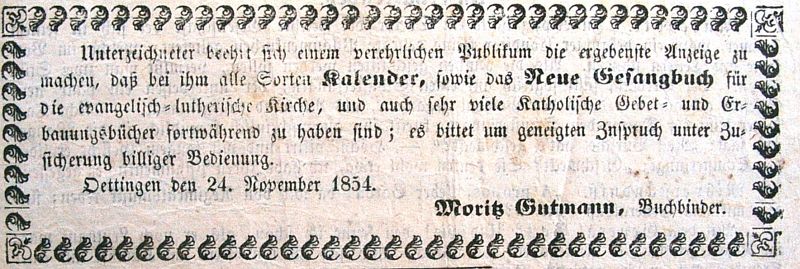 Unterzeichneter beehrt sich einem verehrlichen Publikum die ergebenste Anzeige zu
machen, daß bei ihm alle Sorten Kalender, sowie das Neue Gesangbuch für
die evangelisch-lutherische Kirche, und auch sehr viele Katholische Gebet- und Er-
bauungsbücher fortwährend zu haben sind; es bittet um geneigten Zuspruch unter Zu-
sicherung billiger Bedienung.
Oettingen den 24. November 1854.
Moritz Gutmann, Buchbinder.